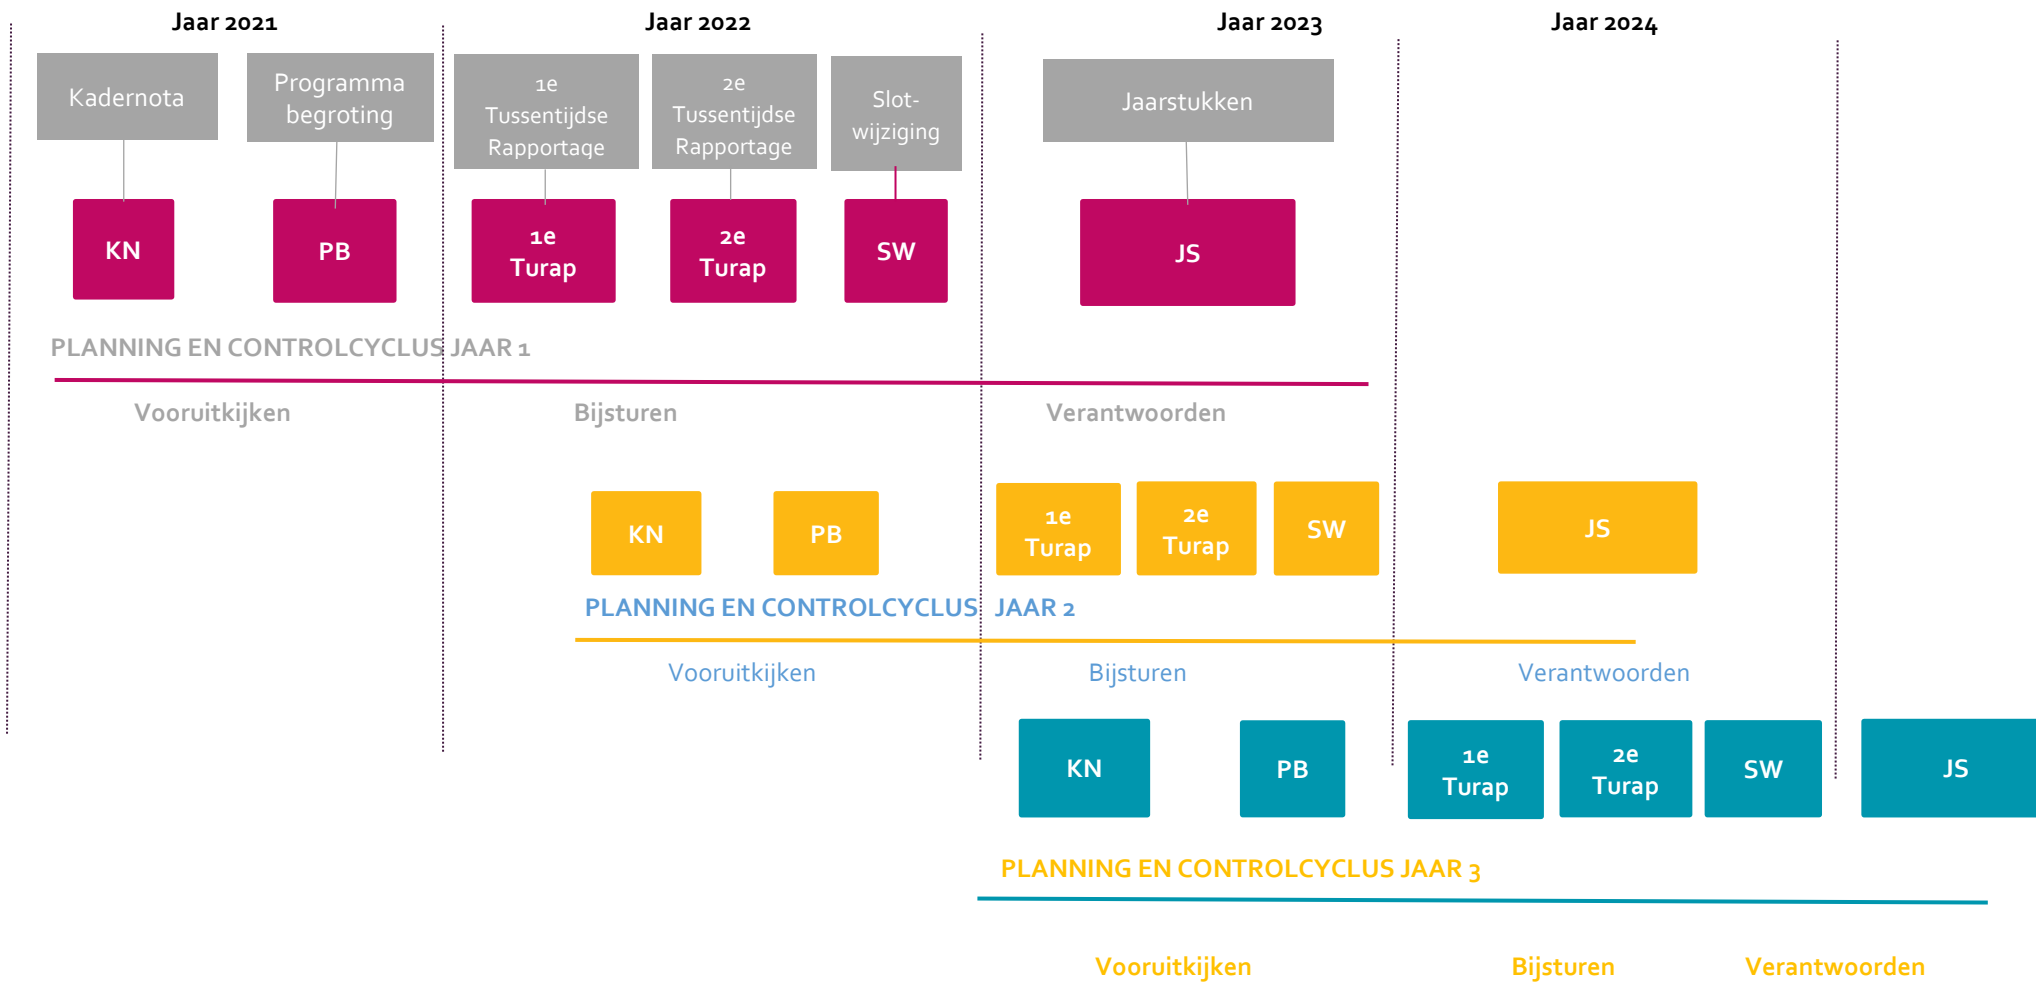 Jaar 2021
Jaar 2022
Jaar 2023
Jaar 2024
Kadernota
Programma
begroting
1e
Tussentijdse
Rapportage
2e
Tussentijdse
Rapportage
Slot-
wijziging
Jaarstukken
KN
PB
1e
Turap
2e
Turap
SW
JS
PLANNING EN CONTROLCYCLUS JAAR 1
Vooruitkijken
Bijsturen
Verantwoorden
KN
PB
1e
Turap
2e
Turap
SW
JS
PLANNING EN CONTROLCYCLUS JAAR 2
Vooruitkijken
Bijsturen
Verantwoorden
KN
PB
1e
Turap
2e
Turap
SW
JS
PLANNING EN CONTROLCYCLUS JAAR 3
Vooruitkijken
Bijsturen
Verantwoorden